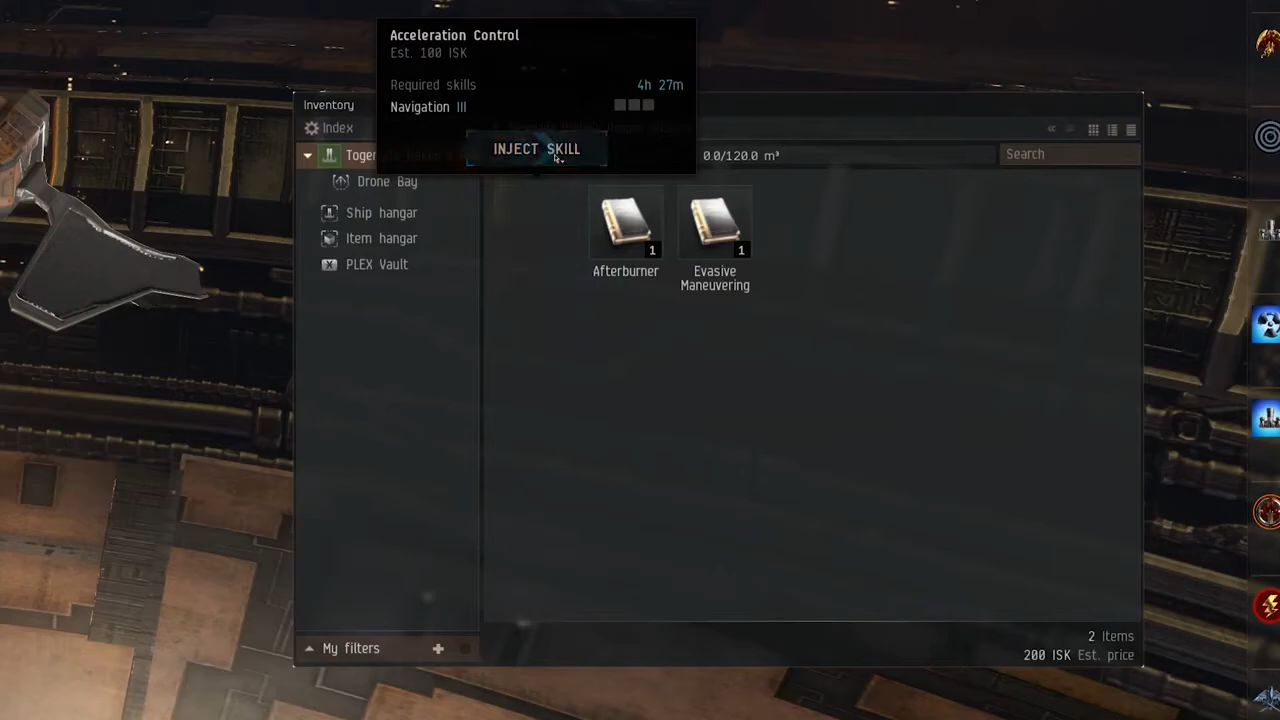 Acceleration Control
Est. 100 ISK
Required skills 4h 27m
Navigation III
INJECT SKILL
Inventory
Index
0.0/120.0 m³
Search
Drone Bay
Ship hangar
Item hangar
PLEX Vault
1
1
Afterburner
Evasive
Maneuvering
My filters
2 Items
200 ISK Est. price